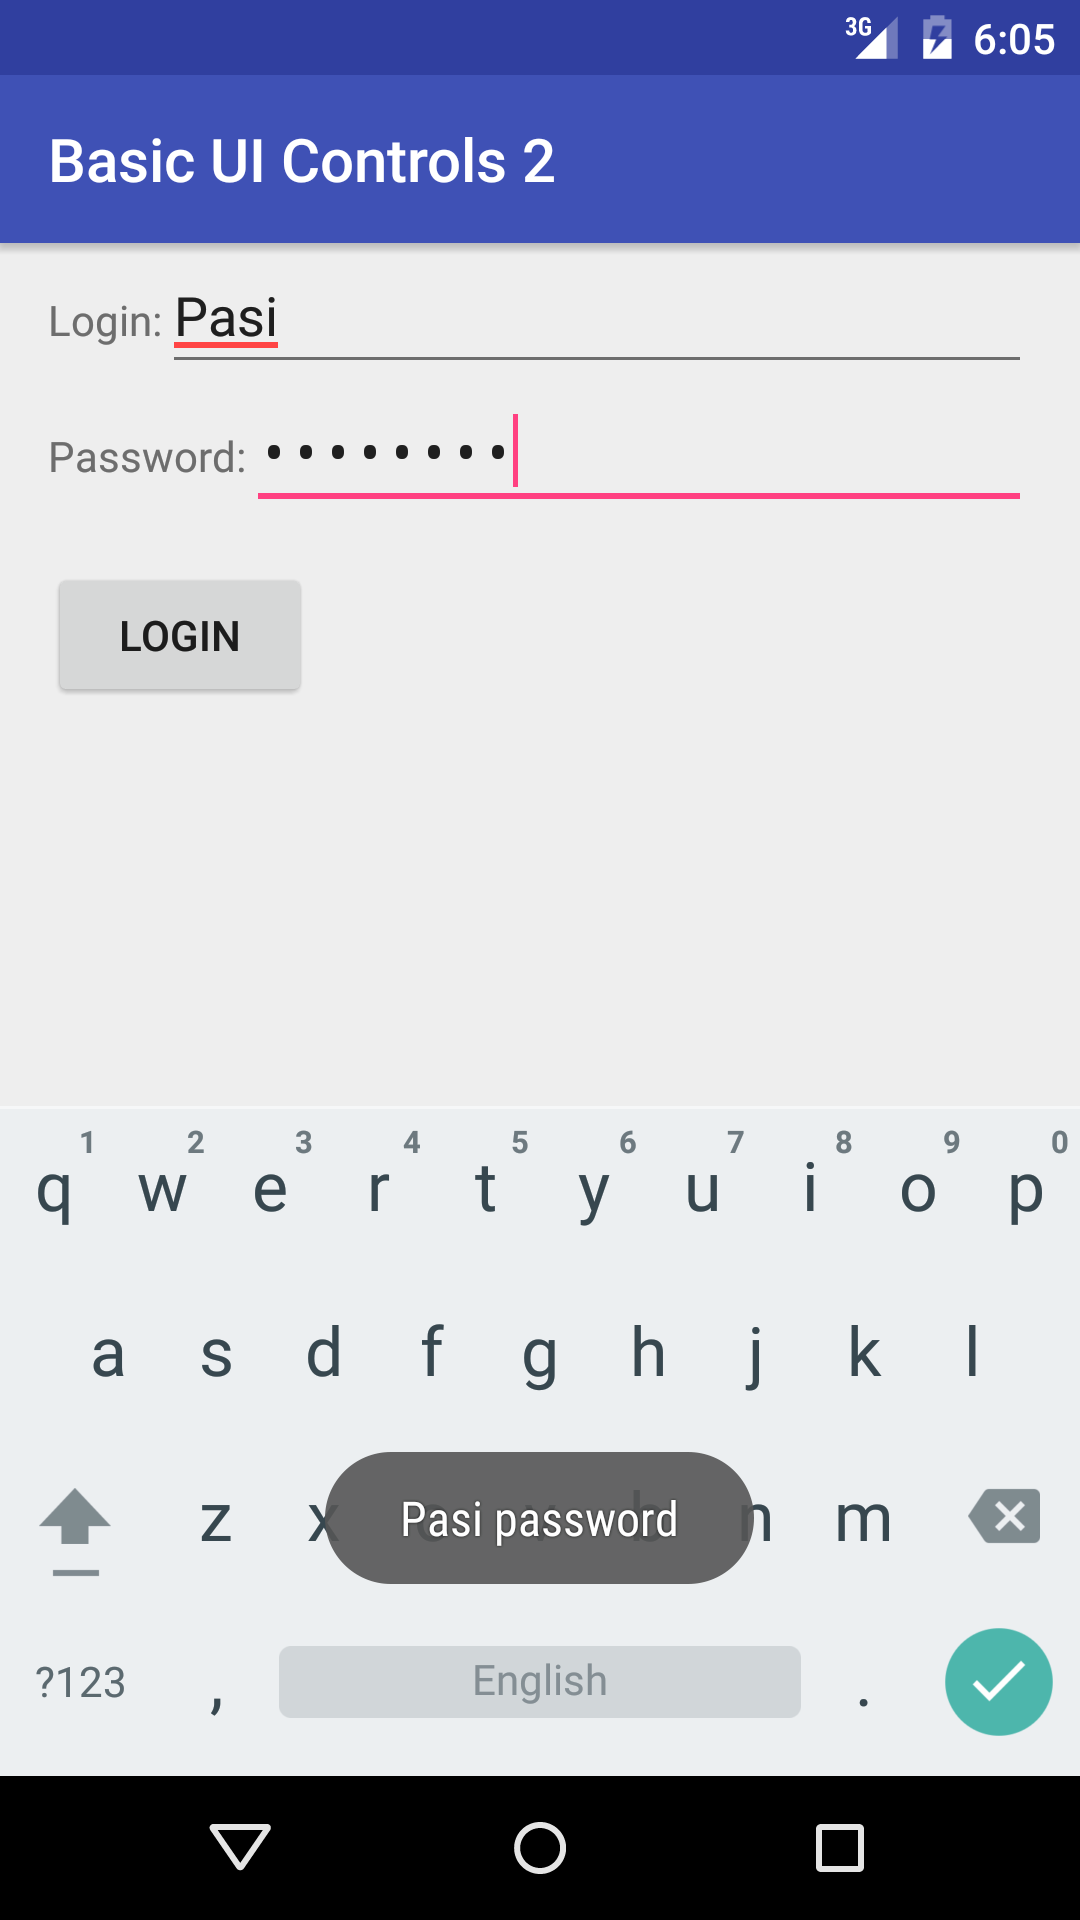 3G 6:05
Basic UI Controls 2
Login: Pasi
Password: ••••••••
LOGIN
1 2 3 4 5 6 7 8 9 0
q w e r t y u i o p
a s d f g h j k l
z x c v b n m
Pasi password
?123 , English .